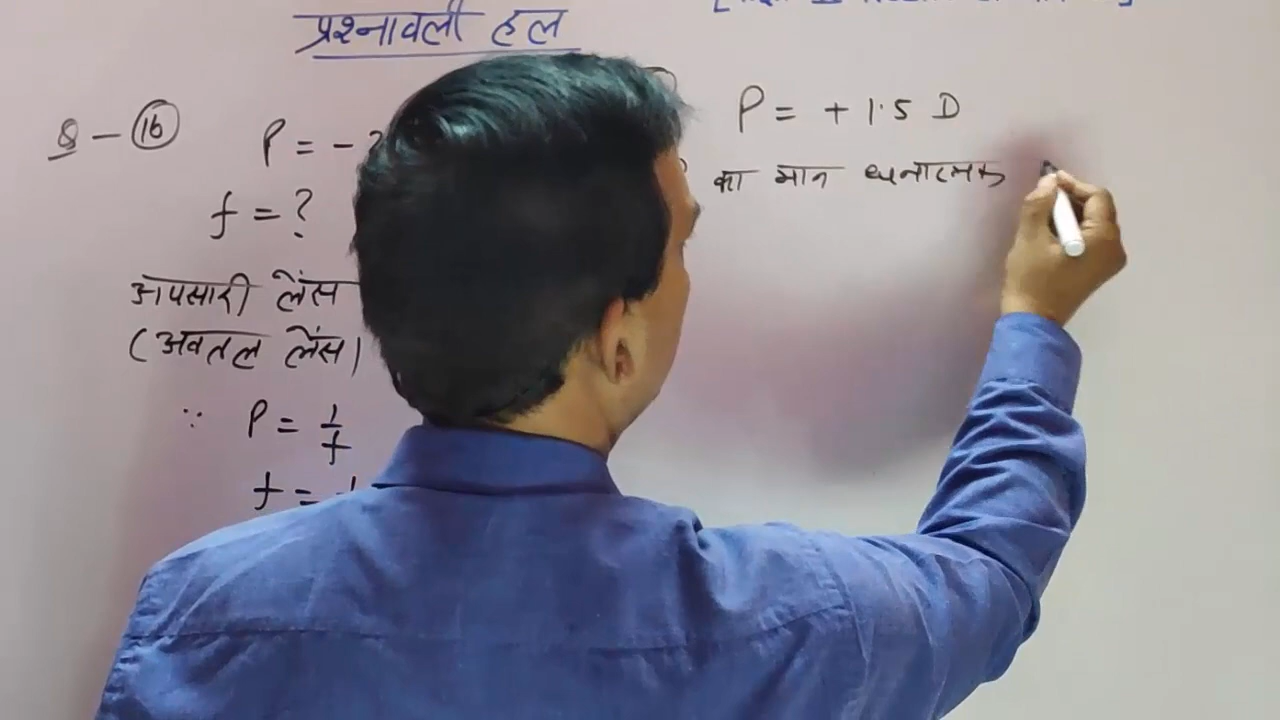 प्रश्नावली हल
Q - 16
P = -
f = ?
अपसारी लेंस
(अवतल लेंस)
∵ P = 1/f
f =
P = + 1.5 D
का मान धनात्मक